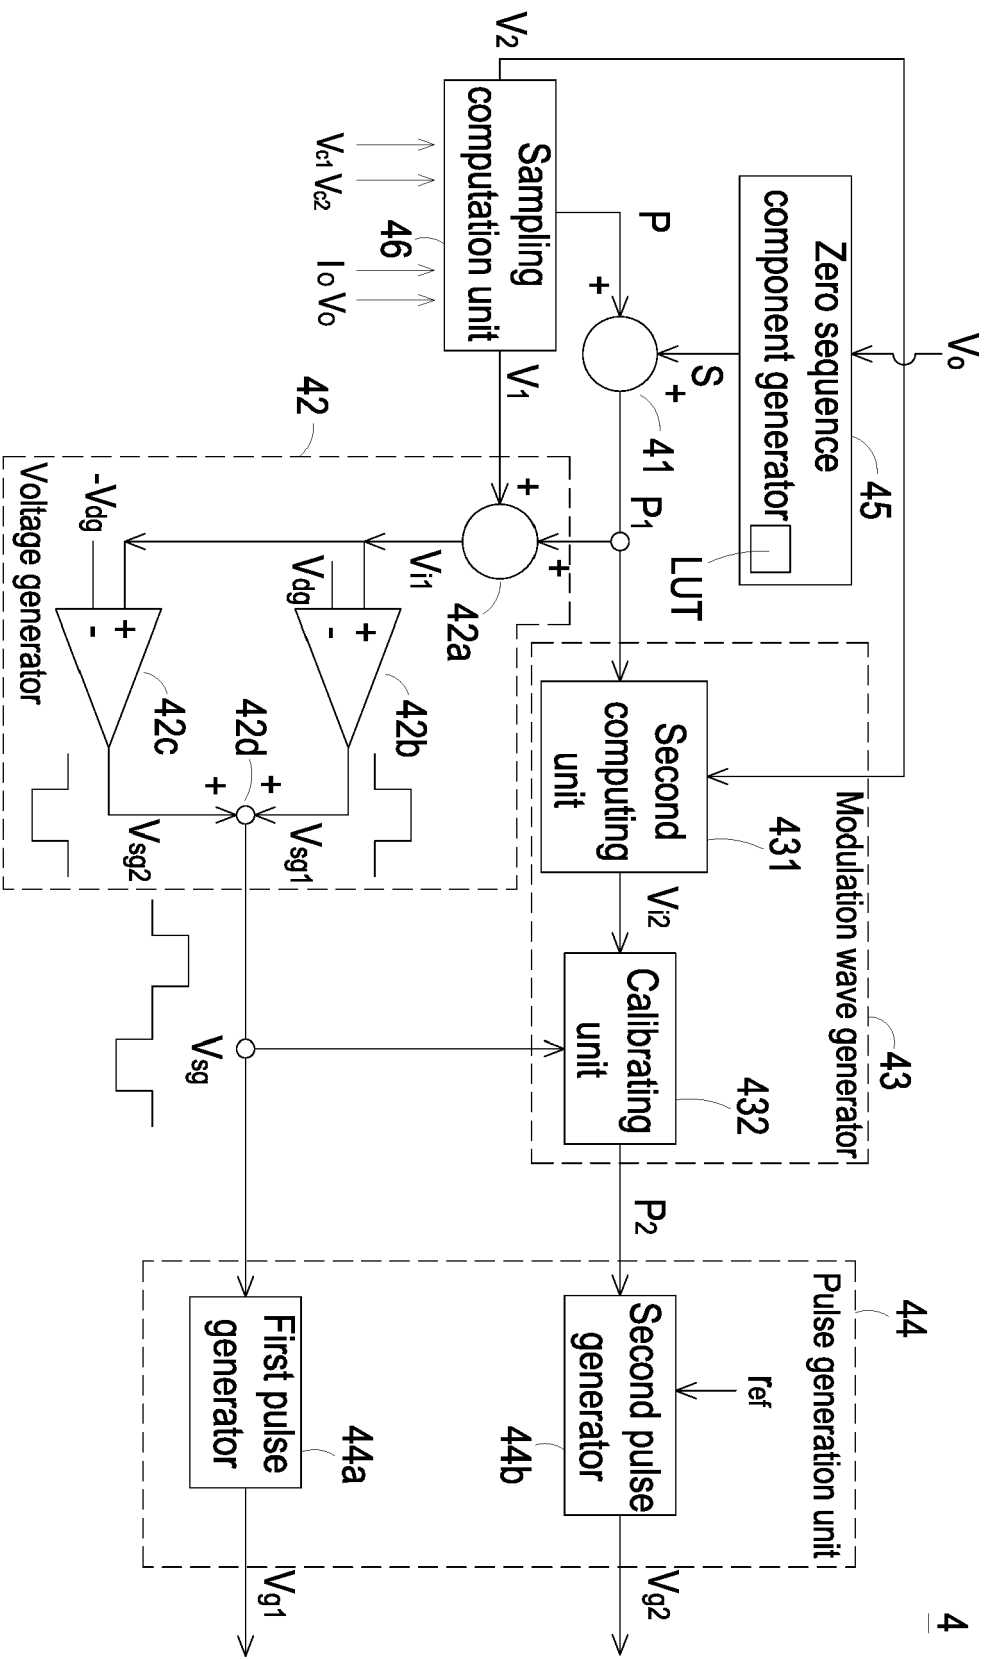 4
Vo
Zero sequence
component generator
45
LUT
V2
P
+
S
+
41
P1
Sampling
computation unit
46
Vc1 Vc2
Io Vo
V1
42
+
+
42a
Vi1
Vdg
-Vdg
+
-
42b
+
-
42c
42d
+
+
Vsg1
Vsg2
Voltage generator
Modulation wave generator
43
Second
computing
unit
431
Vi2
Calibrating
unit
432
Vsg
P2
Pulse generation unit
44
ref
Second pulse
generator
44b
Vg2
First pulse
generator
44a
Vg1